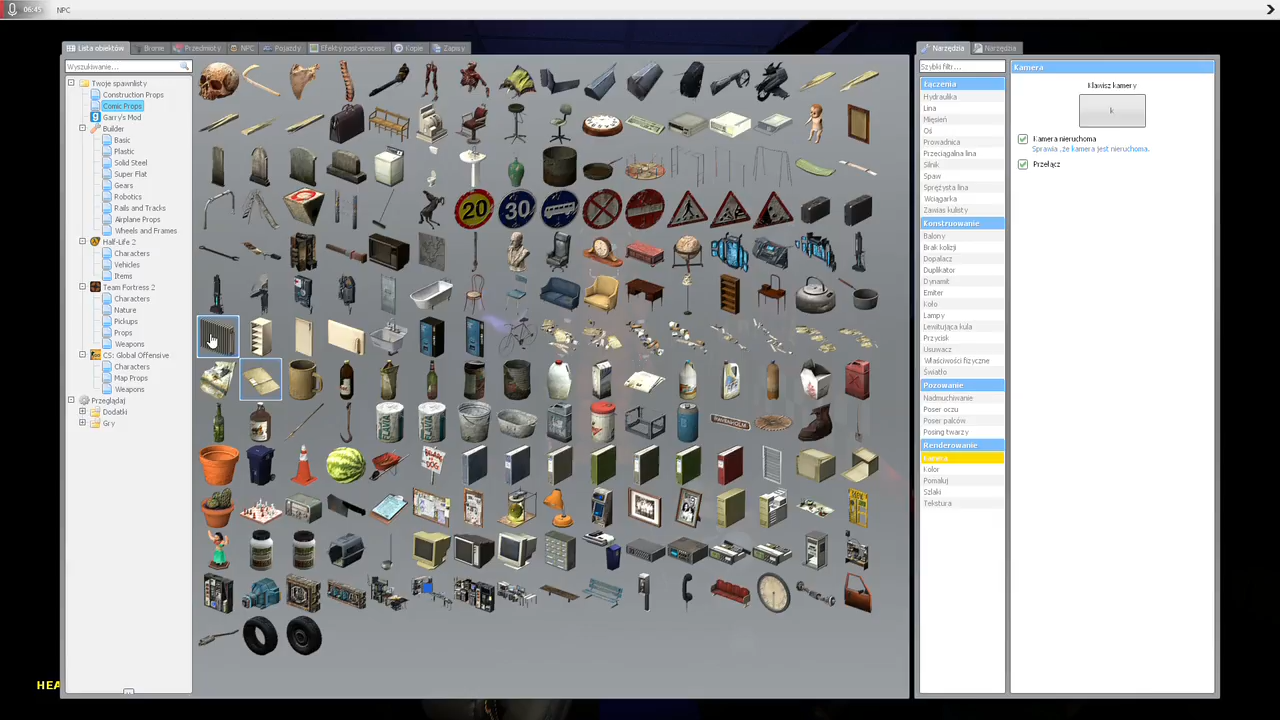 06:45 NPC
Lista obiektów Bronie Przedmioty NPC Pojazdy Efekty post-process Kopie Zapisy
Narzędzia Narzędzia
Wyszukiwanie...
Twoje spawnlisty
Construction Props
Comic Props
Garry's Mod
Builder
Basic
Plastic
Solid Steel
Super Flat
Gears
Robotics
Rails and Tracks
Airplane Props
Wheels and Frames
Half-Life 2
Characters
Vehicles
Items
Team Fortress 2
Characters
Nature
Pickups
Props
Weapons
CS: Global Offensive
Characters
Map Props
Weapons
Przeglądaj
Dodatki
Gry
20
30
RAVENHOLM
BEWARE OF DOG
Szybki filtr...
Łączenia
Hydraulika
Lina
Mięsień
Oś
Prowadnica
Przeciągalna lina
Silnik
Spaw
Sprężysta lina
Wciągarka
Zawias kulisty
Konstruowanie
Balony
Brak kolizji
Dopalacz
Duplikator
Dynamit
Emiter
Koło
Lampy
Lewitująca kula
Przycisk
Usuwacz
Właściwości fizyczne
Światło
Pozowanie
Nadmuchiwanie
Poser oczu
Poser palców
Posing twarzy
Renderowanie
Kamera
Kolor
Pomaluj
Szlaki
Tekstura
Kamera
Klawisz kamery
k
Kamera nieruchoma
Sprawia ,że kamera jest nieruchoma.
Przełącz
HEA